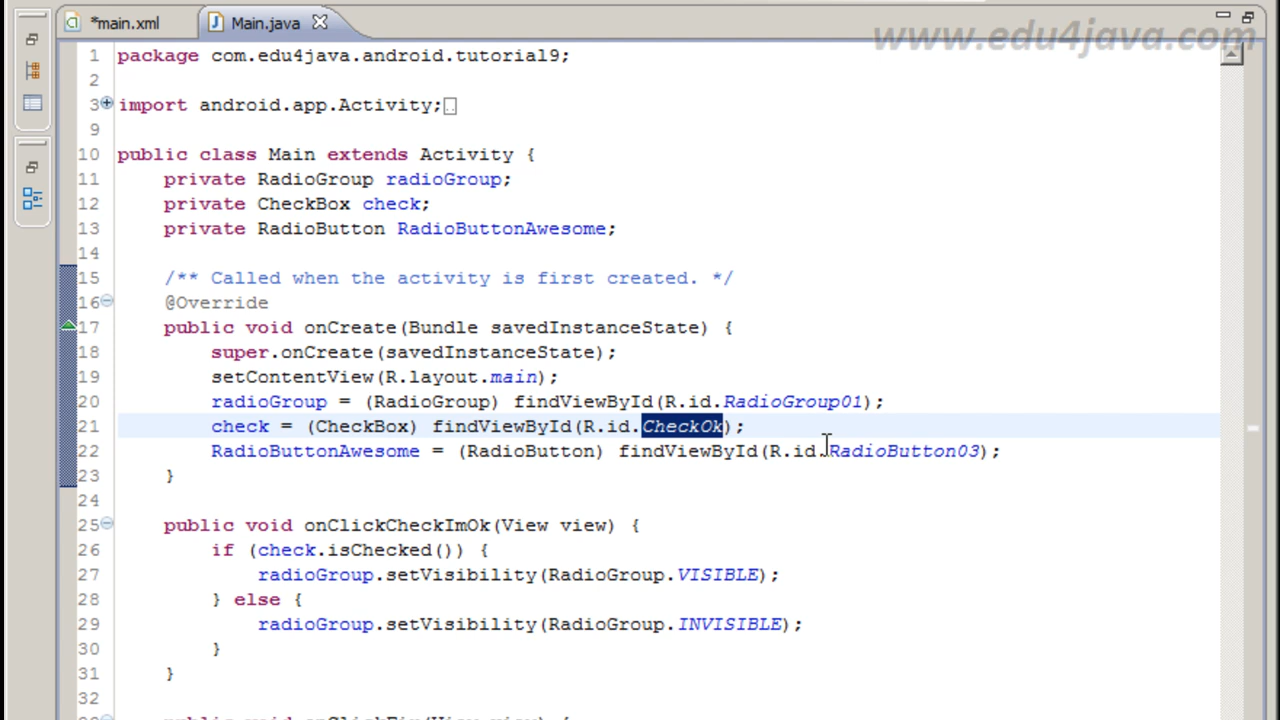 *main.xml Main.java
www.edu4java.com
1 package com.edu4java.android.tutorial9;
2
3 import android.app.Activity;
9
10 public class Main extends Activity {
11 private RadioGroup radioGroup;
12 private CheckBox check;
13 private RadioButton RadioButtonAwesome;
14
15 /** Called when the activity is first created. */
16 @Override
17 public void onCreate(Bundle savedInstanceState) {
18 super.onCreate(savedInstanceState);
19 setContentView(R.layout.main);
20 radioGroup = (RadioGroup) findViewById(R.id.RadioGroup01);
21 check = (CheckBox) findViewById(R.id.CheckOk);
22 RadioButtonAwesome = (RadioButton) findViewById(R.id.RadioButton03);
23 }
24
25 public void onClickCheckImOk(View view) {
26 if (check.isChecked()) {
27 radioGroup.setVisibility(RadioGroup.VISIBLE);
28 } else {
29 radioGroup.setVisibility(RadioGroup.INVISIBLE);
30 }
31 }
32